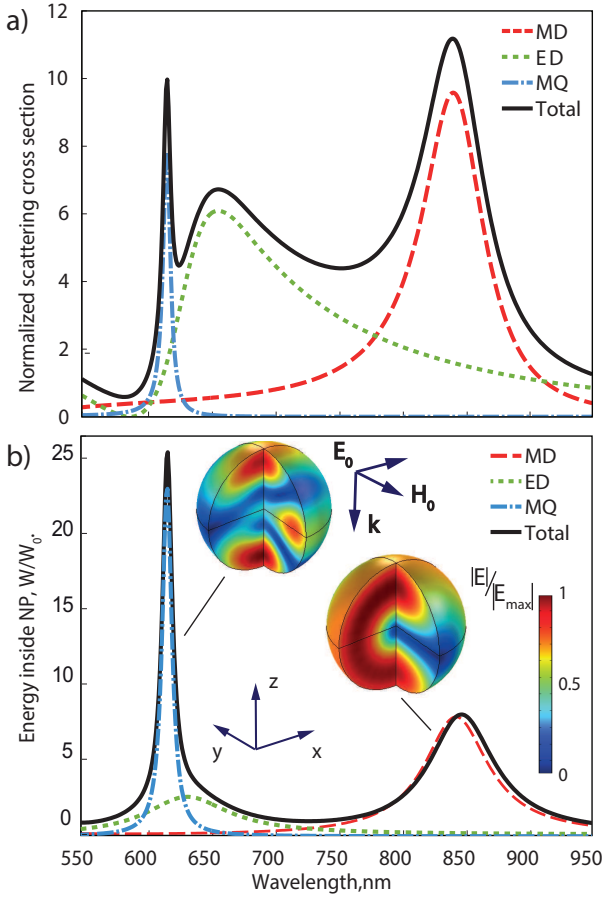 a)
Normalized scattering cross section
12
10
8
6
4
2
0
MD
ED
MQ
Total
b)
Energy inside NP, W/W₀.
25
20
15
10
5
0
E₀
H₀
k
MD
ED
MQ
Total
|E|/|E_max|
1
0.5
0
z
y
x
550 600 650 700 750 800 850 900 950
Wavelength,nm